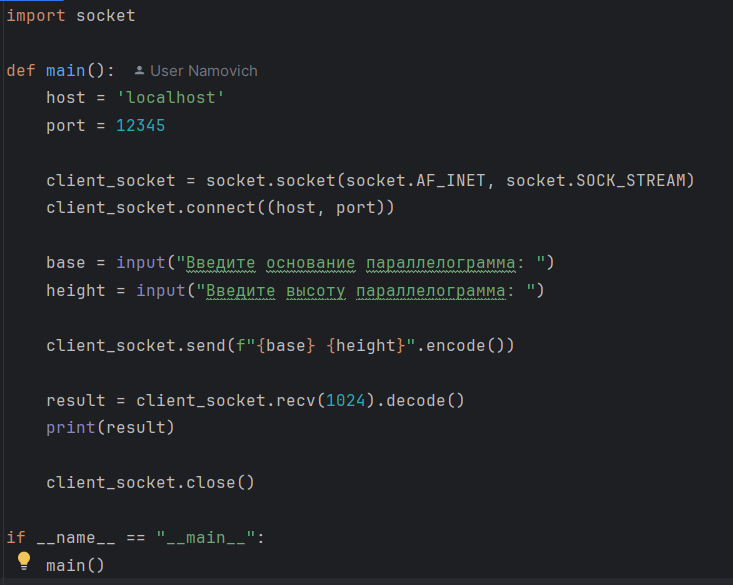 import socket
def main(): User Namovich
    host = 'localhost'
    port = 12345
    client_socket = socket.socket(socket.AF_INET, socket.SOCK_STREAM)
    client_socket.connect((host, port))
    base = input("Введите основание параллелограмма: ")
    height = input("Введите высоту параллелограмма: ")
    client_socket.send(f"{base} {height}".encode())
    result = client_socket.recv(1024).decode()
    print(result)
    client_socket.close()
if __name__ == "__main__":
    main()